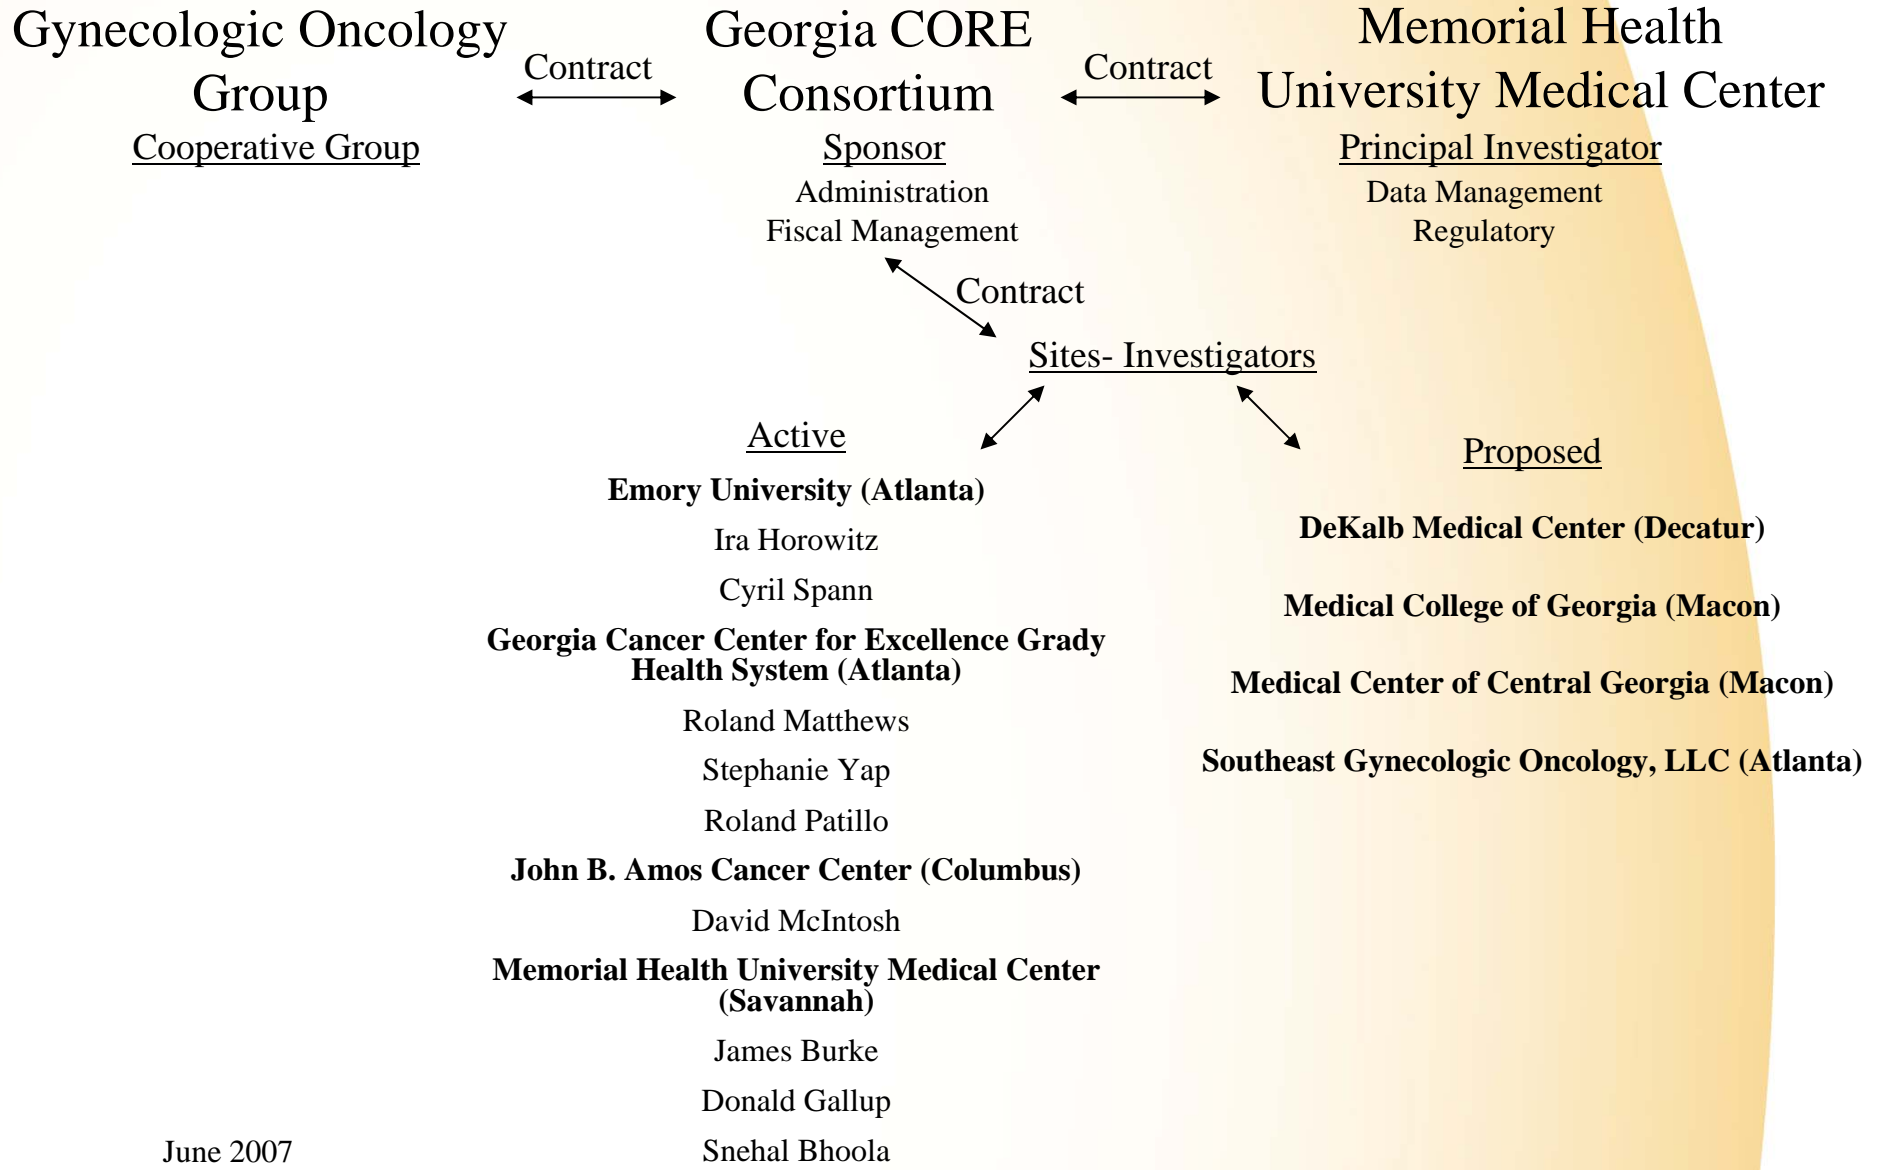 Gynecologic Oncology
Group
Cooperative Group
Contract
Georgia CORE
Consortium
Sponsor
Administration
Fiscal Management
Contract
Memorial Health
University Medical Center
Principal Investigator
Data Management
Regulatory
Contract
Sites- Investigators
Active
Emory University (Atlanta)
Ira Horowitz
Cyril Spann
Georgia Cancer Center for Excellence Grady
Health System (Atlanta)
Roland Matthews
Stephanie Yap
Roland Patillo
John B. Amos Cancer Center (Columbus)
David McIntosh
Memorial Health University Medical Center
(Savannah)
James Burke
Donald Gallup
Snehal Bhoola
Proposed
DeKalb Medical Center (Decatur)
Medical College of Georgia (Macon)
Medical Center of Central Georgia (Macon)
Southeast Gynecologic Oncology, LLC (Atlanta)
June 2007